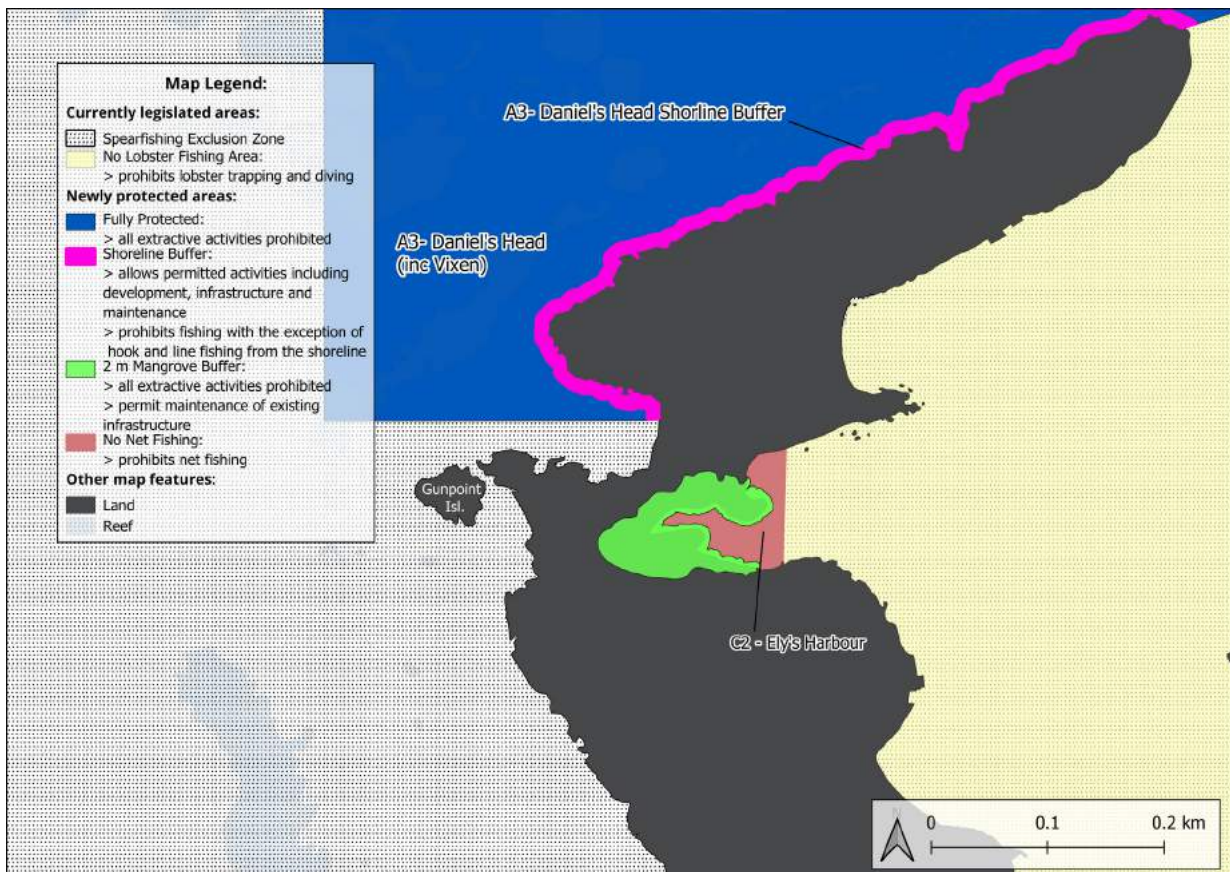 Map Legend:
Currently legislated areas:
Spearfishing Exclusion Zone
No Lobster Fishing Area:
> prohibits lobster trapping and diving
Newly protected areas:
Fully Protected:
> all extractive activities prohibited
Shoreline Buffer:
> allows permitted activities including
development, infrastructure and
maintenance
> prohibits fishing with the exception of
hook and line fishing from the shoreline
2 m Mangrove Buffer:
> all extractive activities prohibited
> permit maintenance of existing
infrastructure
No Net Fishing:
> prohibits net fishing
Other map features:
Land
Reef
A3- Daniel's Head Shorline Buffer
A3- Daniel's Head
(inc Vixen)
Gunpoint
Isl.
C2 - Ely's Harbour
N
0 0.1 0.2 km